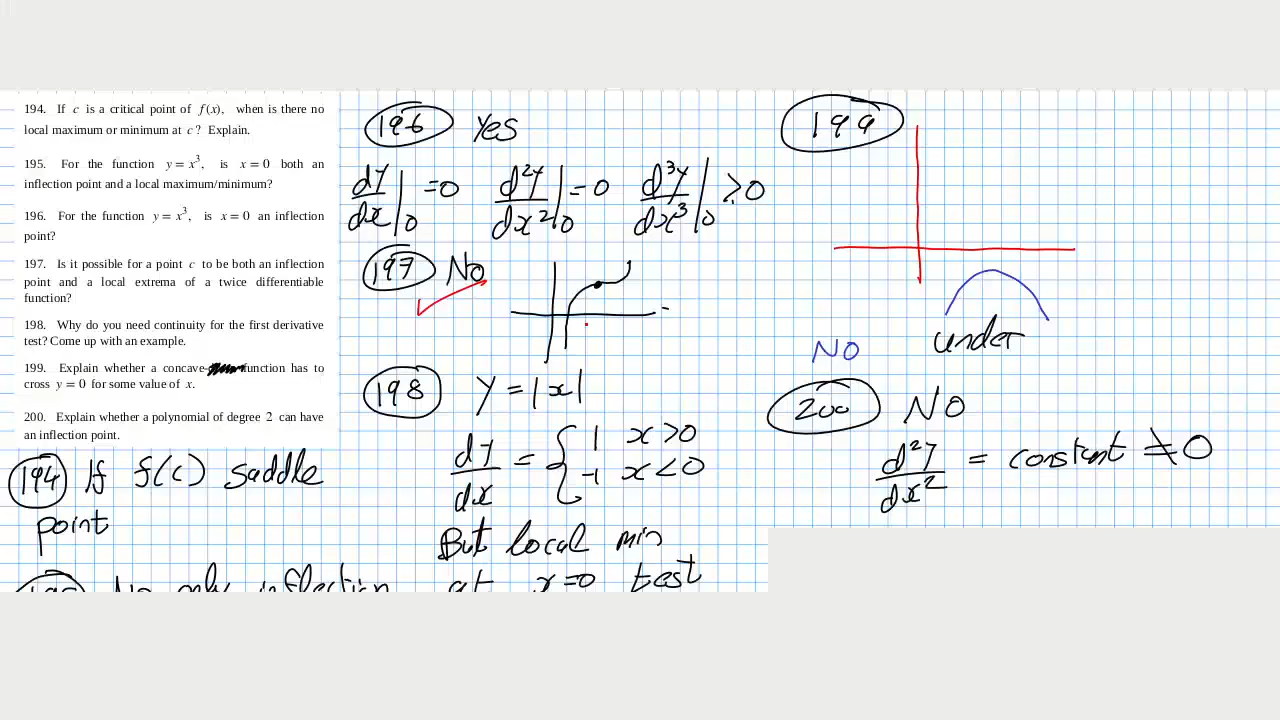 194. If c is a critical point of f(x), when is there no
local maximum or minimum at c? Explain.
195. For the function y = x³, is x = 0 both an
inflection point and a local maximum/minimum?
196. For the function y = x³, is x = 0 an inflection
point?
197. Is it possible for a point c to be both an inflection
point and a local extrema of a twice differentiable
function?
198. Why do you need continuity for the first derivative
test? Come up with an example.
199. Explain whether a concave- function has to
cross y = 0 for some value of x.
200. Explain whether a polynomial of degree 2 can have
an inflection point.
194 If f(c) saddle
point
No only inflection
196 Yes
dy/dx|0 =0 d²y/dx²|0 =0 d³y/dx³|0 >0
197 No
198 y = |x|
dy/dx = { 1 x>0
-1 x<0
But local min
at x=0 test
199
under
NO
200 NO
d²y/dx² = constant ≠ 0